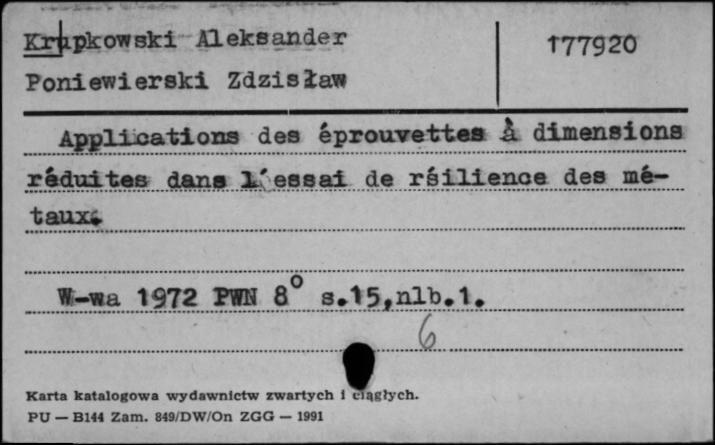 Krupkowski Aleksander
177920
Poniewierski Zdzisław
Applications des éprouvettes à dimensions
réduites dans l'essai de rśilience des mé-
taux.
W-wa 1972 PWN 8° s.15,nlb.1.
6
Karta katalogowa wydawnictw zwartych i ciągłych.
PU — B144 Zam. 849/DW/On ZGG — 1991